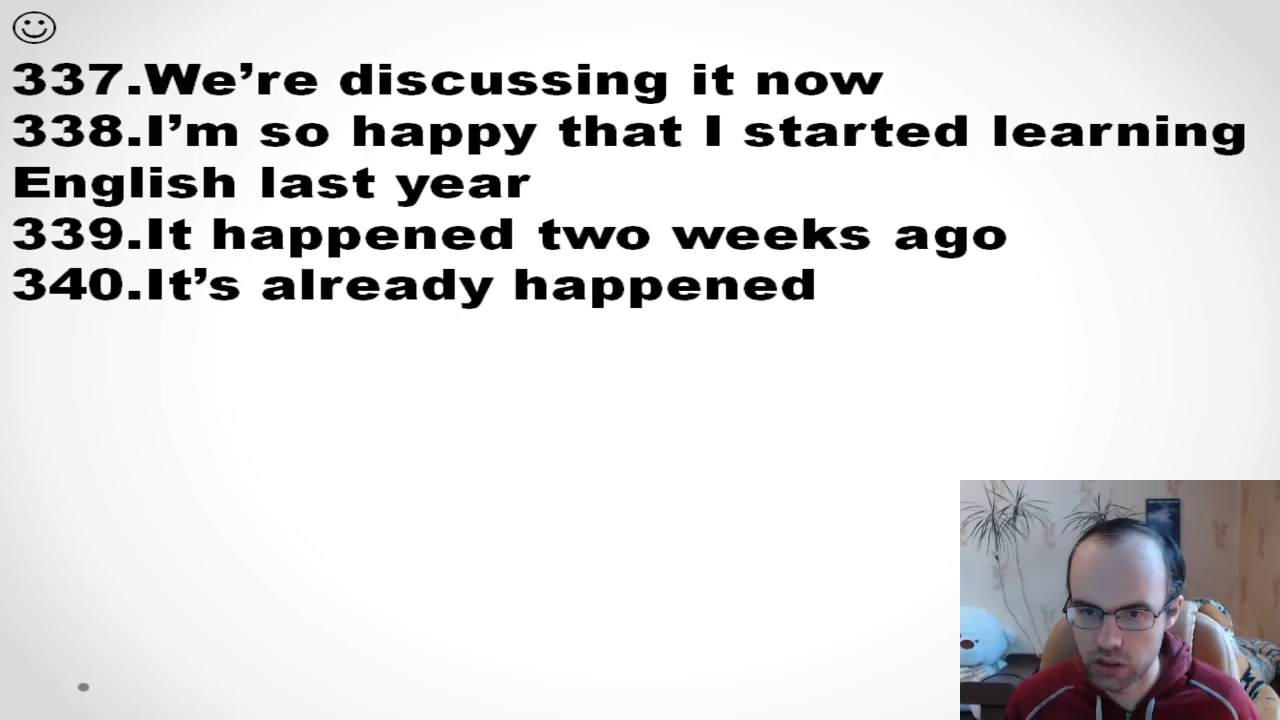 337.We’re discussing it now
338.I’m so happy that I started learning
English last year
339.It happened two weeks ago
340.It’s already happened